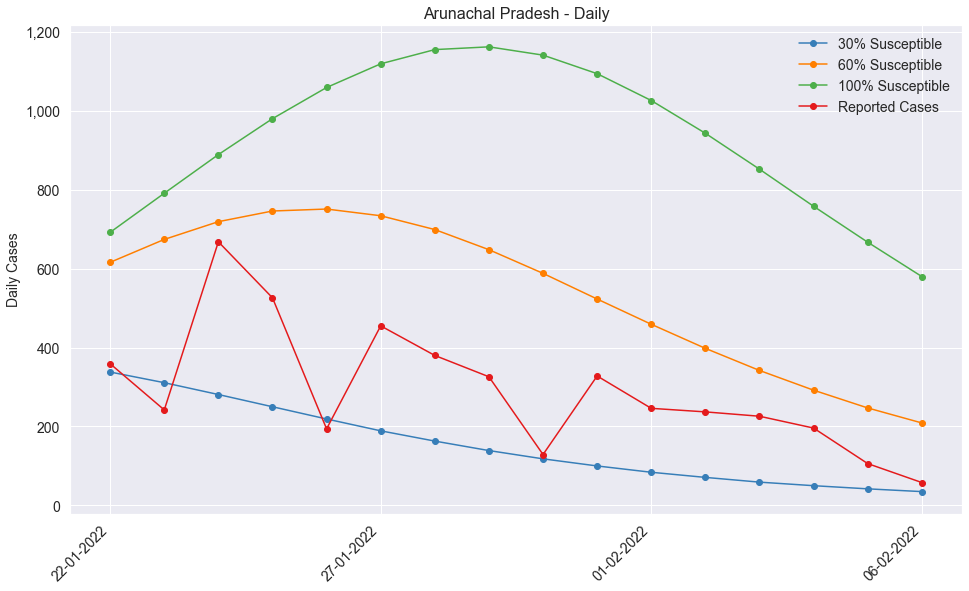 Arunachal Pradesh - Daily
1,200
1,000
800
600
400
200
0
Daily Cases
30% Susceptible
60% Susceptible
100% Susceptible
Reported Cases
22-01-2022
27-01-2022
01-02-2022
06-02-2022